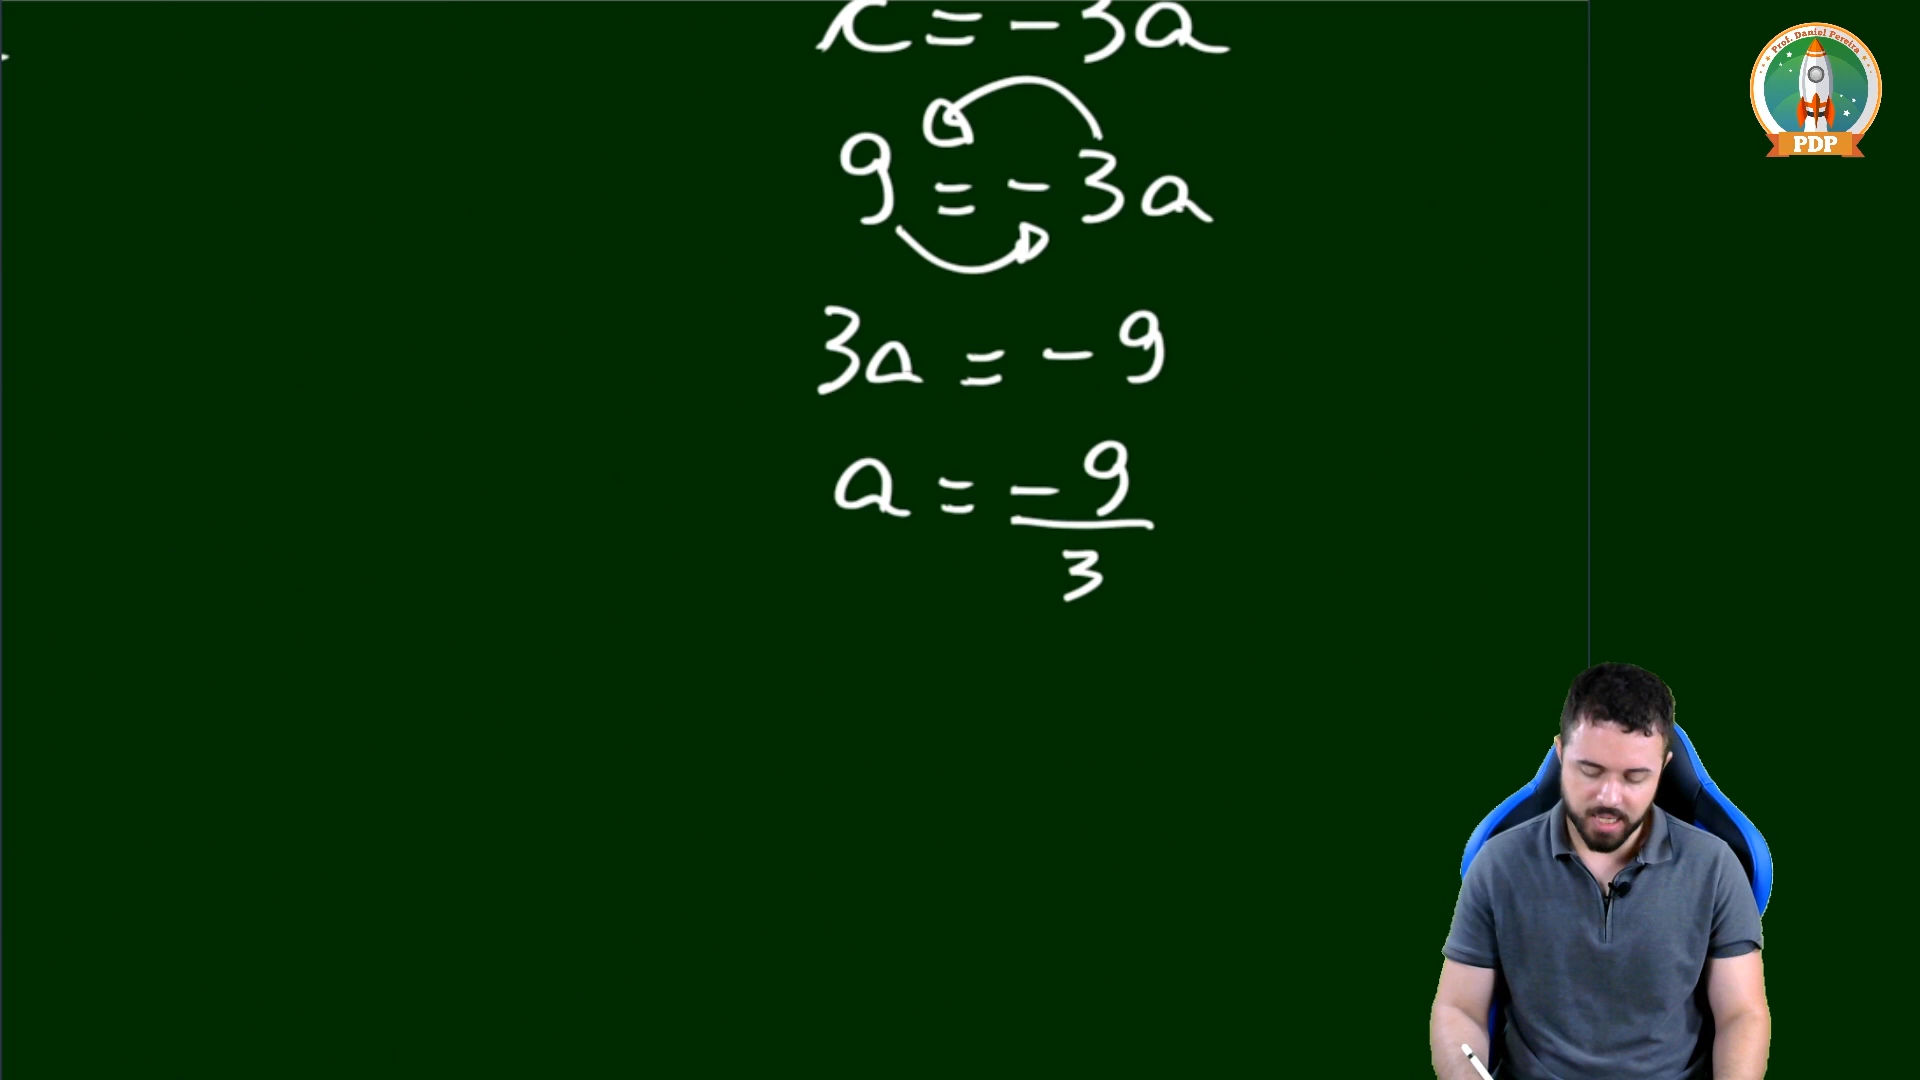 x = -3a
9 = -3a
3a = -9
a = -9
3
Prof. Daniel Pereira
PDP